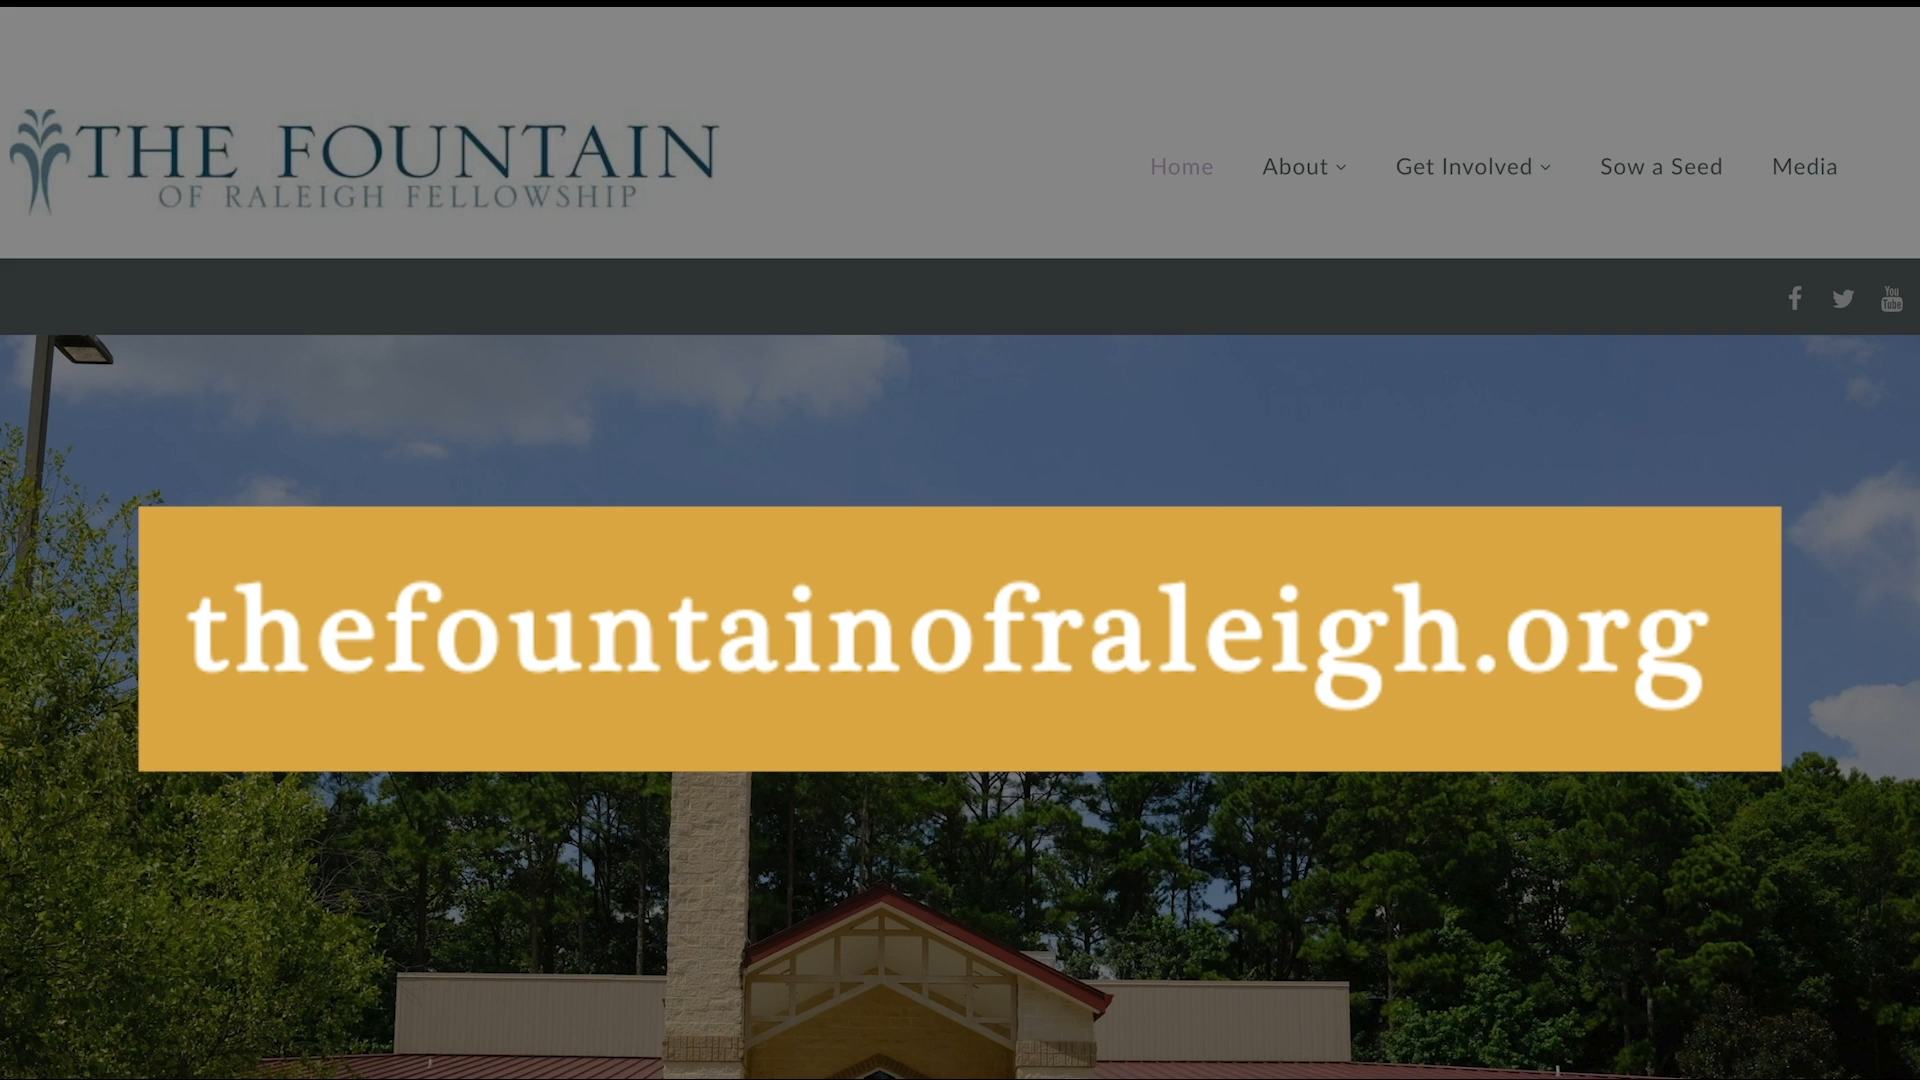 THE FOUNTAIN
OF RALEIGH FELLOWSHIP
Home About Get Involved Sow a Seed Media
You
Tube
thefountainofraleigh.org